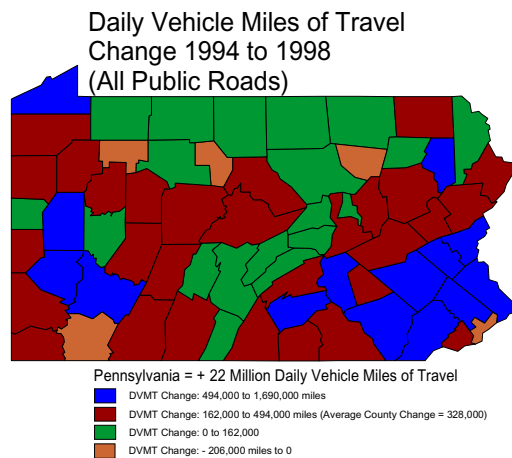 Daily Vehicle Miles of Travel
Change 1994 to 1998
(All Public Roads)
Pennsylvania = + 22 Million Daily Vehicle Miles of Travel
DVMT Change: 494,000 to 1,690,000 miles
DVMT Change: 162,000 to 494,000 miles (Average County Change = 328,000)
DVMT Change: 0 to 162,000
DVMT Change: - 206,000 miles to 0